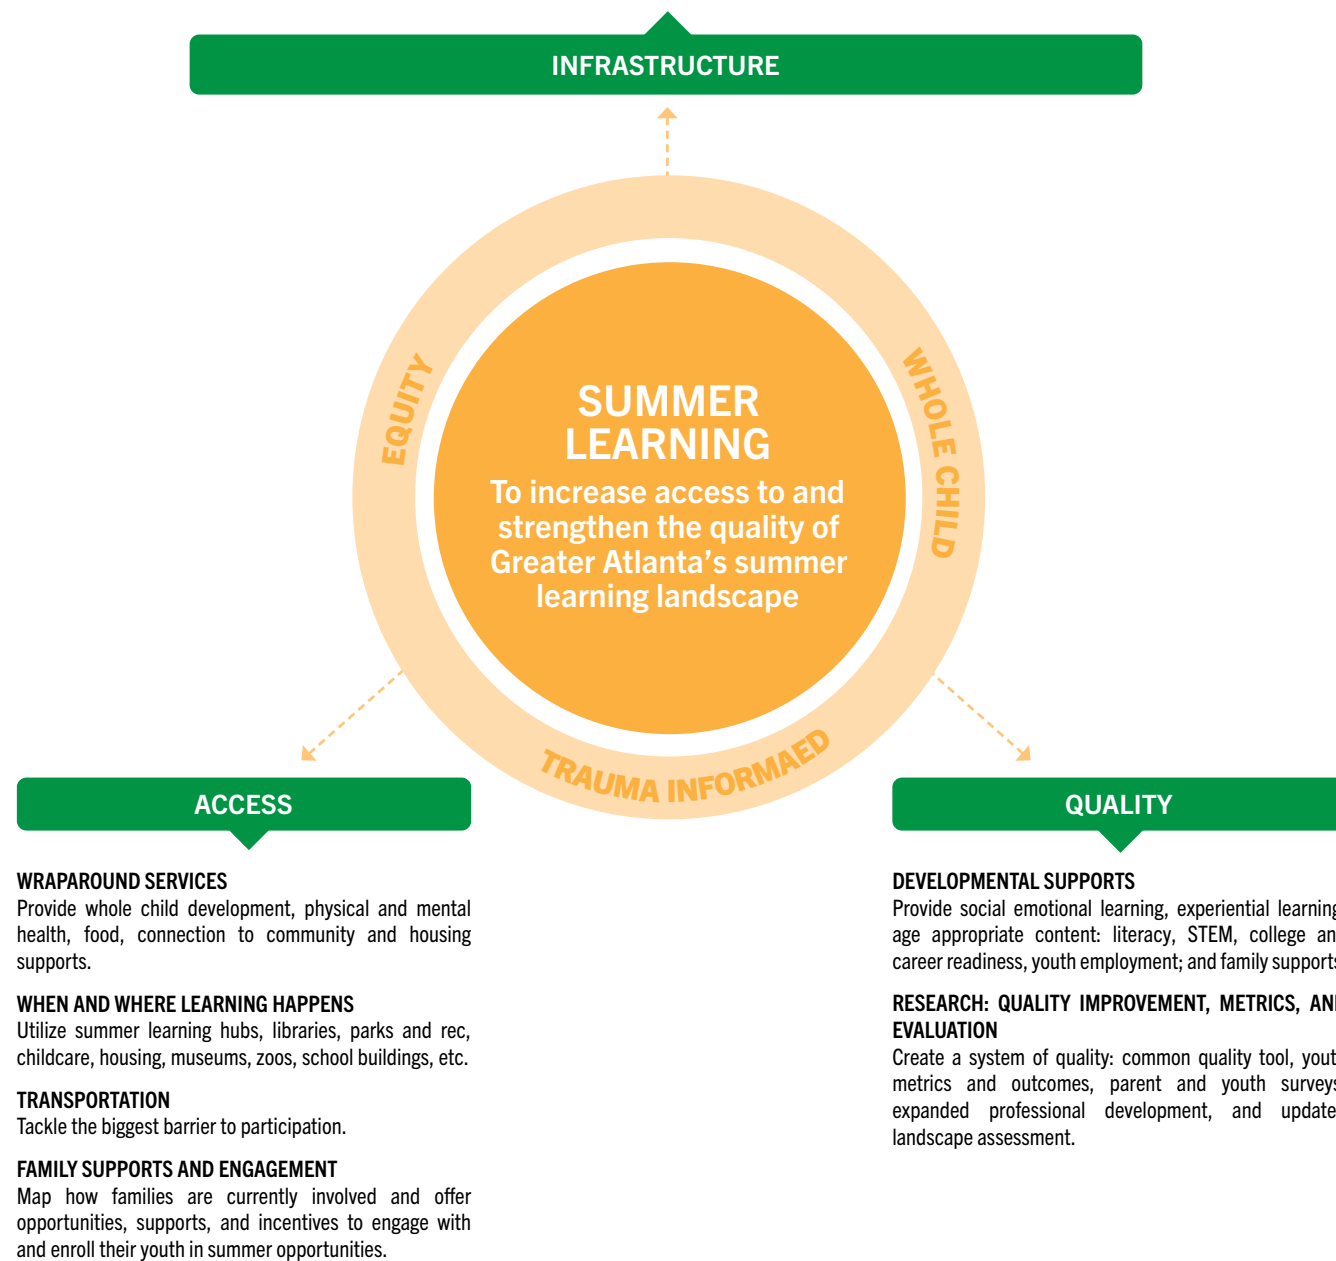 INFRASTRUCTURE
EQUITY
WHOLE CHILD
SUMMER
LEARNING
To increase access to and
strengthen the quality of
Greater Atlanta's summer
learning landscape
TRAUMA INFORMAED
ACCESS
WRAPAROUND SERVICES
Provide whole child development, physical and mental
health, food, connection to community and housing
supports.
WHEN AND WHERE LEARNING HAPPENS
Utilize summer learning hubs, libraries, parks and rec,
childcare, housing, museums, zoos, school buildings, etc.
TRANSPORTATION
Tackle the biggest barrier to participation.
FAMILY SUPPORTS AND ENGAGEMENT
Map how families are currently involved and offer
opportunities, supports, and incentives to engage with
and enroll their youth in summer opportunities.
QUALITY
DEVELOPMENTAL SUPPORTS
Provide social emotional learning, experiential learning
age appropriate content: literacy, STEM, college an
career readiness, youth employment; and family supports
RESEARCH: QUALITY IMPROVEMENT, METRICS, AND
EVALUATION
Create a system of quality: common quality tool, yout
metrics and outcomes, parent and youth surveys
expanded professional development, and update
landscape assessment.